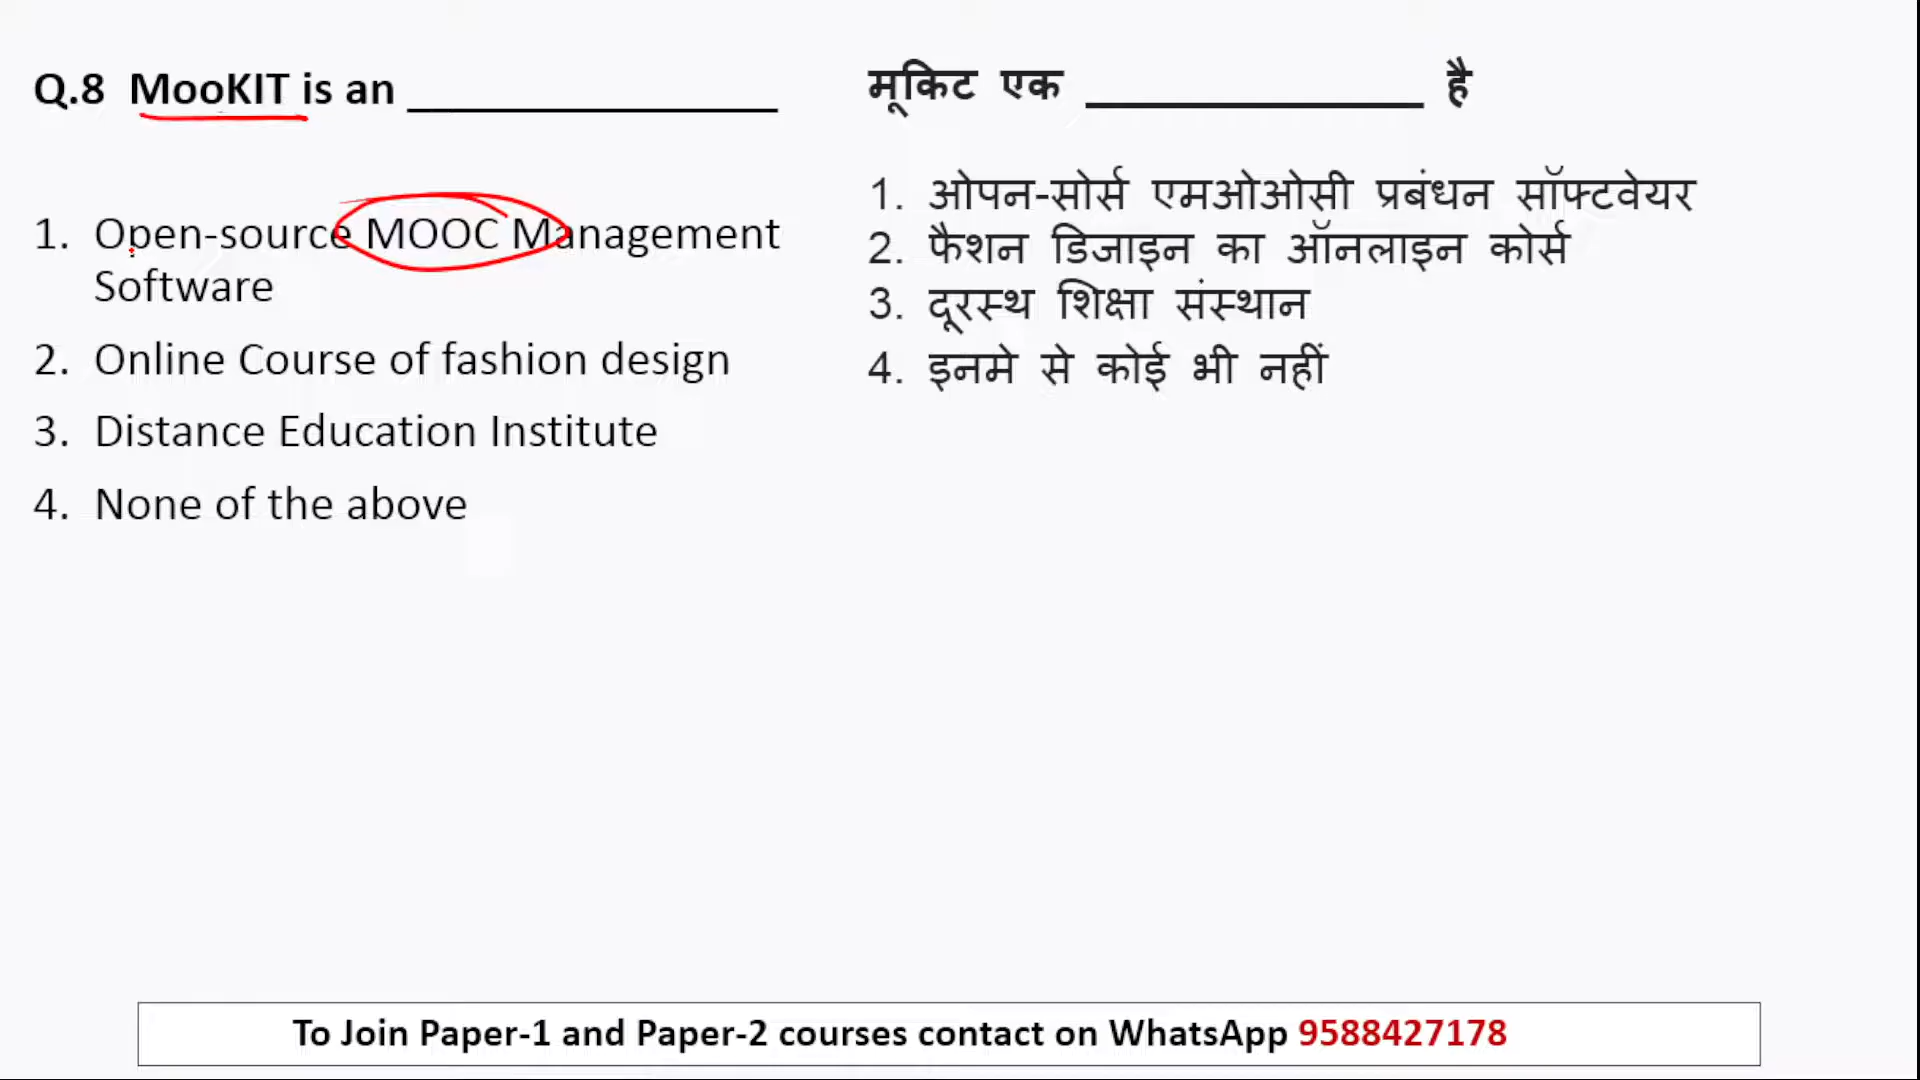 Q.8 MooKIT is an _______________
1. Open-source MOOC Management
Software
2. Online Course of fashion design
3. Distance Education Institute
4. None of the above
मूकिट एक ______________ है
1. ओपन-सोर्स एमओओसी प्रबंधन सॉफ्टवेयर
2. फैशन डिजाइन का ऑनलाइन कोर्स
3. दूरस्थ शिक्षा संस्थान
4. इनमे से कोई भी नहीं
To Join Paper-1 and Paper-2 courses contact on WhatsApp 9588427178